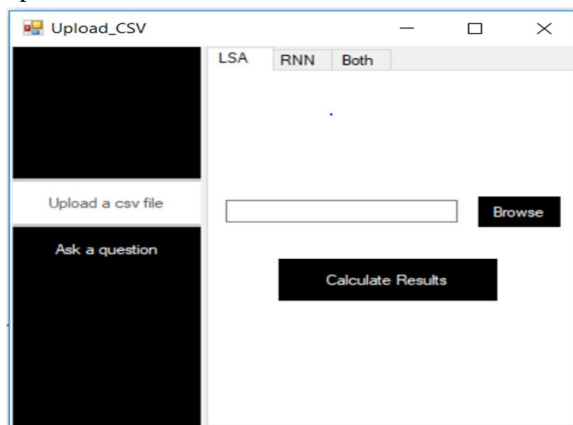 Upload_CSV
LSA RNN Both
Upload a csv file
Browse
Ask a question
Calculate Results